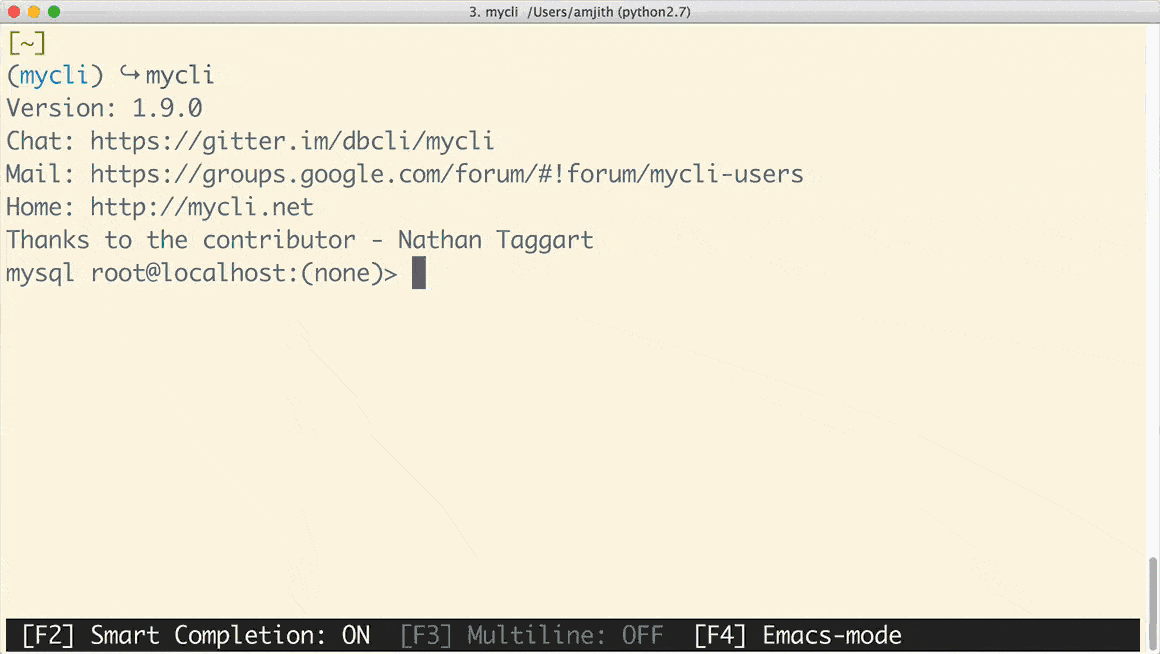 3. mycli /Users/amjith (python2.7)
[~]
(mycli) ↪mycli
Version: 1.9.0
Chat: https://gitter.im/dbcli/mycli
Mail: https://groups.google.com/forum/#!forum/mycli-users
Home: http://mycli.net
Thanks to the contributor - Nathan Taggart
mysql root@localhost:(none)>
[F2] Smart Completion: ON [F3] Multiline: OFF [F4] Emacs-mode